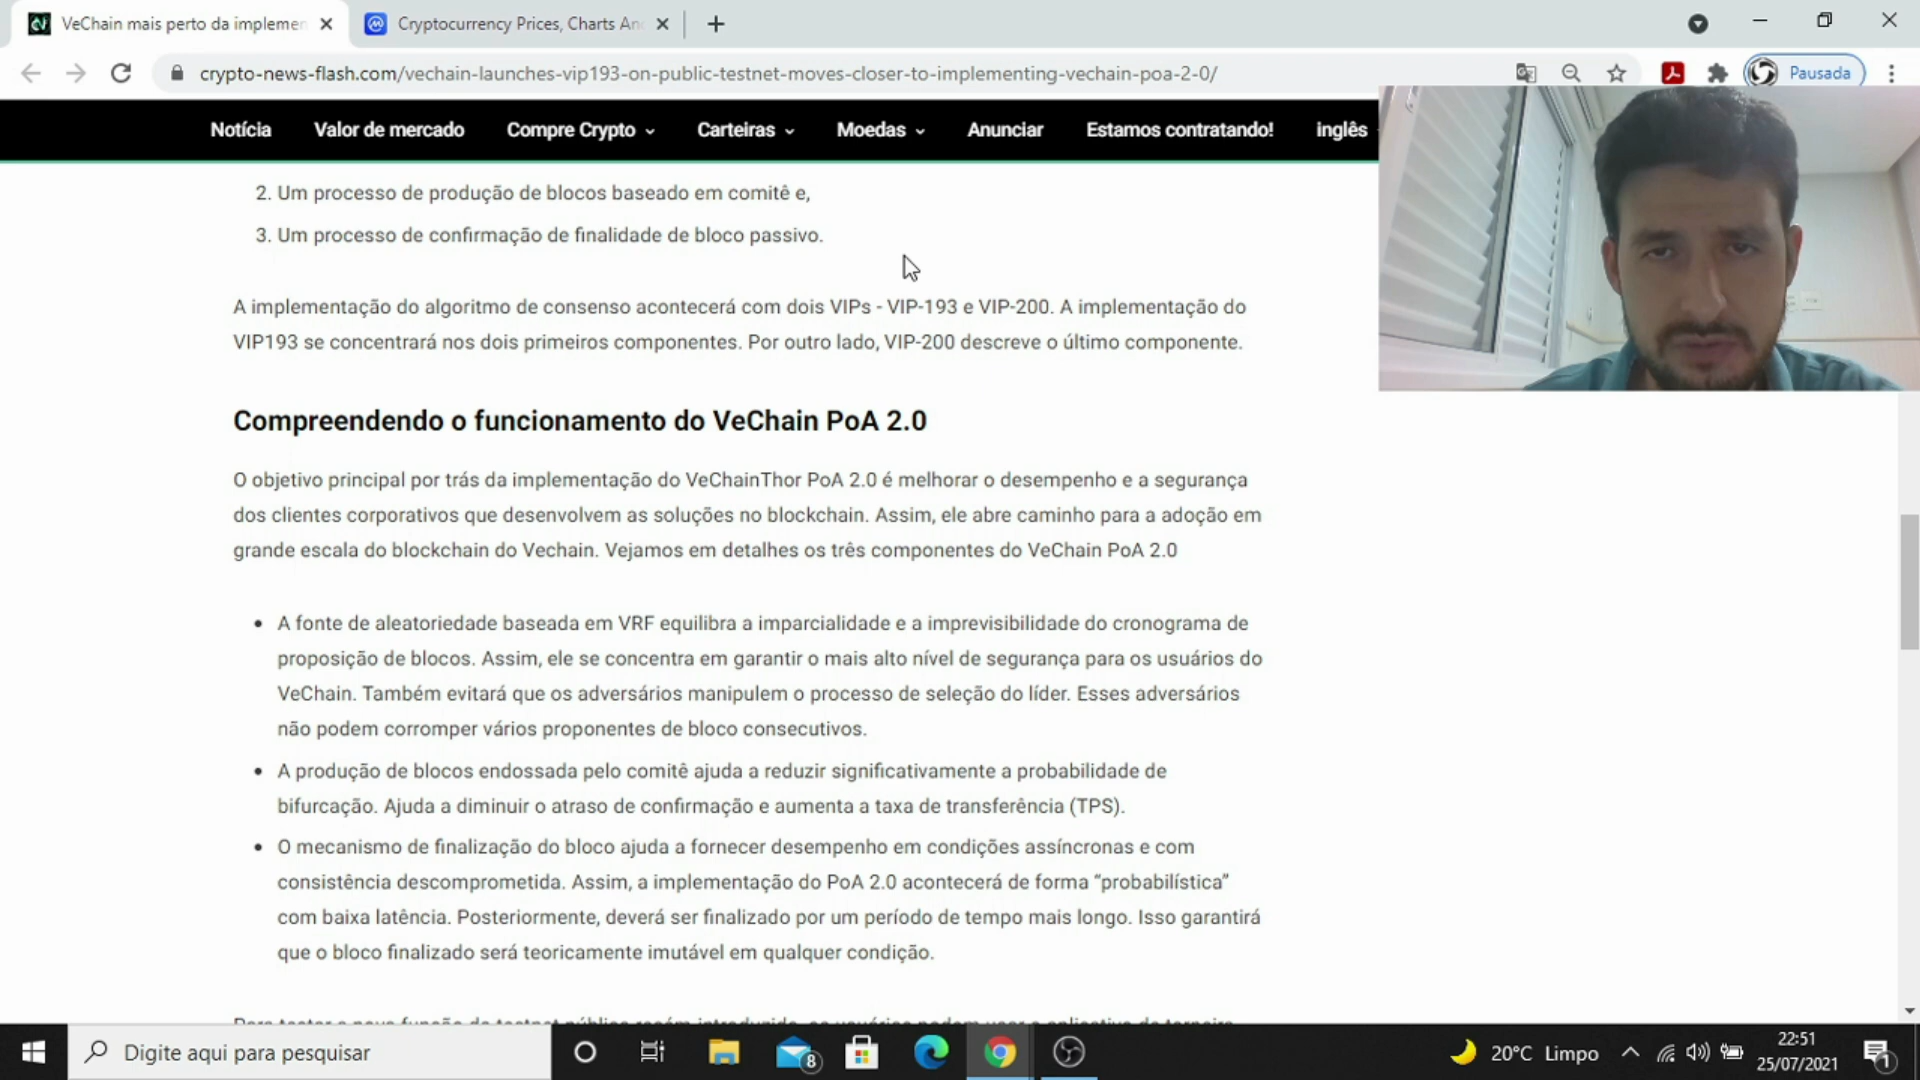 VeChain mais perto da implemen
Cryptocurrency Prices, Charts An
crypto-news-flash.com/vechain-launches-vip193-on-public-testnet-moves-closer-to-implementing-vechain-poa-2-0/
Pausada
Notícia Valor de mercado Compre Crypto Carteiras Moedas Anunciar Estamos contratando! inglês
2. Um processo de produção de blocos baseado em comitê e,
3. Um processo de confirmação de finalidade de bloco passivo.
A implementação do algoritmo de consenso acontecerá com dois VIPs - VIP-193 e VIP-200. A implementação do
VIP193 se concentrará nos dois primeiros componentes. Por outro lado, VIP-200 descreve o último componente.
Compreendendo o funcionamento do VeChain PoA 2.0
O objetivo principal por trás da implementação do VeChainThor PoA 2.0 é melhorar o desempenho e a segurança
dos clientes corporativos que desenvolvem as soluções no blockchain. Assim, ele abre caminho para a adoção em
grande escala do blockchain do Vechain. Vejamos em detalhes os três componentes do VeChain PoA 2.0
• A fonte de aleatoriedade baseada em VRF equilibra a imparcialidade e a imprevisibilidade do cronograma de
proposição de blocos. Assim, ele se concentra em garantir o mais alto nível de segurança para os usuários do
VeChain. Também evitará que os adversários manipulem o processo de seleção do líder. Esses adversários
não podem corromper vários proponentes de bloco consecutivos.
• A produção de blocos endossada pelo comitê ajuda a reduzir significativamente a probabilidade de
bifurcação. Ajuda a diminuir o atraso de confirmação e aumenta a taxa de transferência (TPS).
• O mecanismo de finalização do bloco ajuda a fornecer desempenho em condições assíncronas e com
consistência descomprometida. Assim, a implementação do PoA 2.0 acontecerá de forma “probabilística”
com baixa latência. Posteriormente, deverá ser finalizado por um período de tempo mais longo. Isso garantirá
que o bloco finalizado será teoricamente imutável em qualquer condição.
Digite aqui para pesquisar
8
20°C Limpo
22:51
25/07/2021
1